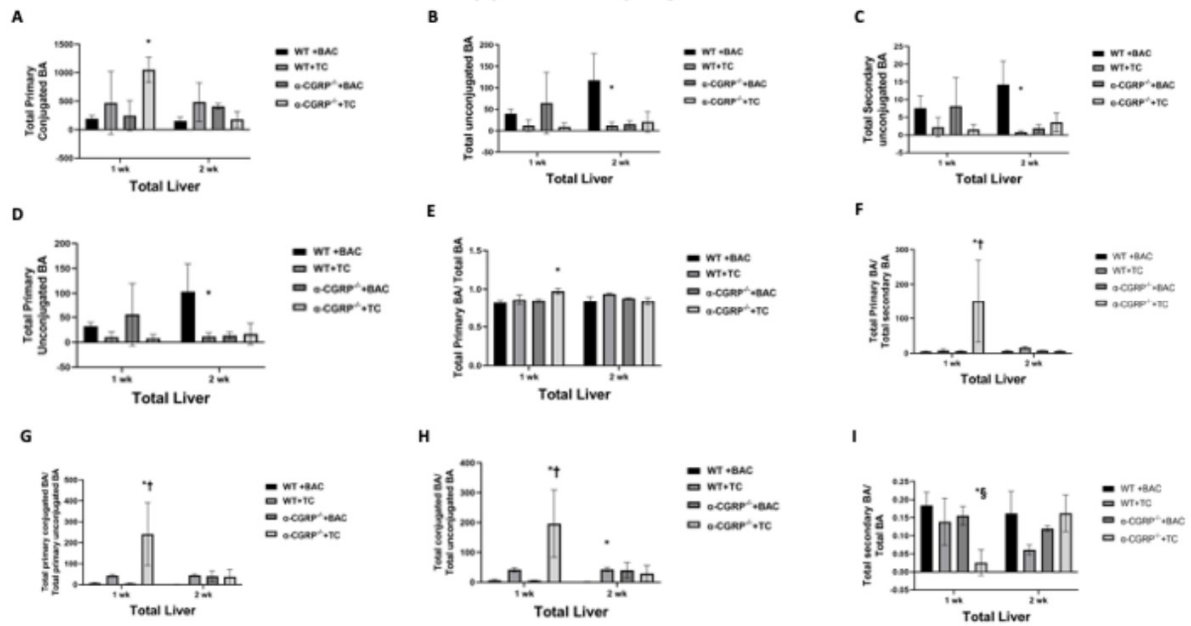 A
Total Primary
Conjugated BA
1500
1000
500
0
-500
*
1 wk
2 wk
Total Liver
WT +BAC
WT+TC
α-CGRP-/-+BAC
α-CGRP-/-+TC
B
Total unconjugated BA
200
150
100
50
0
-50
*
1 wk
2 wk
Total Liver
WT +BAC
WT+TC
α-CGRP-/-+BAC
α-CGRP-/-+TC
C
Total Secondary
unconjugated BA
25
20
15
10
5
0
-5
*
1 wk
2 wk
Total Liver
WT +BAC
WT+TC
α-CGRP-/-+BAC
α-CGRP-/-+TC
D
Total Primary
Unconjugated BA
200
150
100
50
0
-50
*
1 wk
2 wk
Total Liver
WT +BAC
WT+TC
α-CGRP-/-+BAC
α-CGRP-/-+TC
E
Total Primary BA/ Total BA
1.5
1.0
0.5
0.0
*
1 wk
2 wk
Total Liver
WT +BAC
WT+TC
α-CGRP-/-+BAC
α-CGRP-/-+TC
F
Total Primary BA/
Total secondary BA
300
200
100
0
*†
1 wk
2 wk
Total Liver
WT +BAC
WT+TC
α-CGRP-/-+BAC
α-CGRP-/-+TC
G
Total primary conjugated BA/
Total primary unconjugated BA
500
400
300
200
100
0
*†
1 wk
2 wk
Total Liver
WT +BAC
WT+TC
α-CGRP-/-+BAC
α-CGRP-/-+TC
H
Total conjugated BA/
Total unconjugated BA
400
300
200
100
0
*†
*
1 wk
2 wk
Total Liver
WT +BAC
WT+TC
α-CGRP-/-+BAC
α-CGRP-/-+TC
I
Total secondary BA/
Total BA
0.25
0.20
0.15
0.10
0.05
0.00
-0.05
*§
1 wk
2 wk
Total Liver
WT +BAC
WT+TC
α-CGRP-/-+BAC
α-CGRP-/-+TC